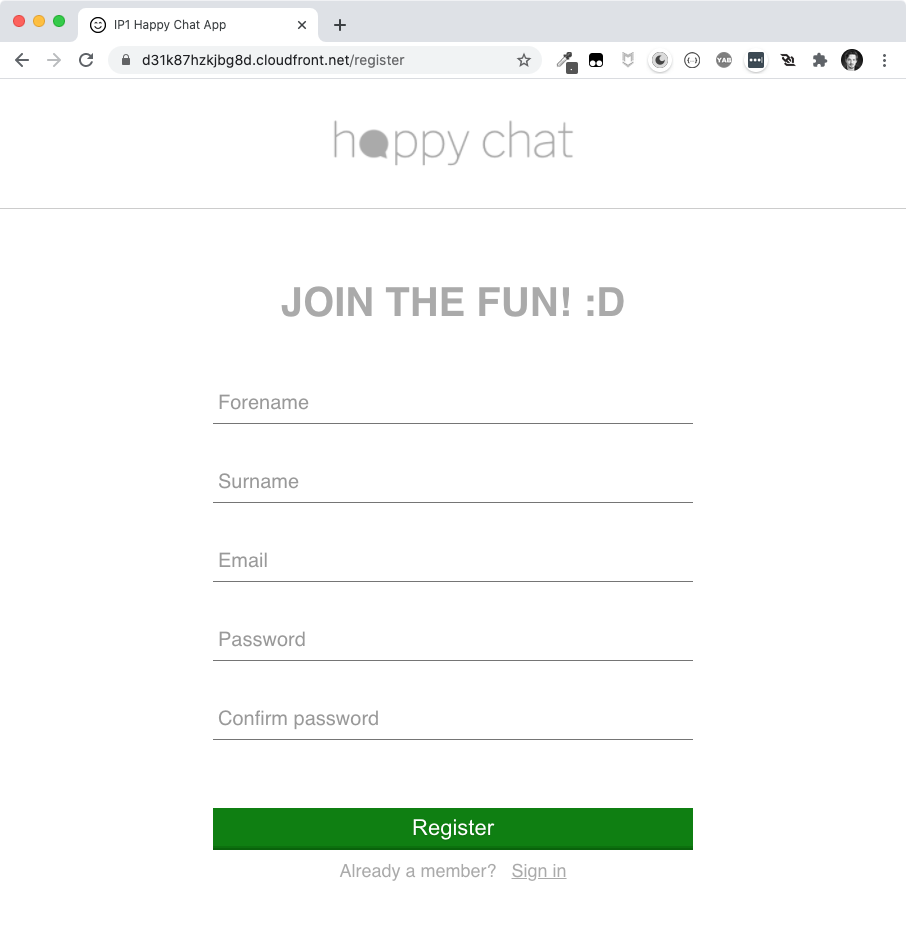 IP1 Happy Chat App
d31k87hzkjbg8d.cloudfront.net/register
YAB
happy chat
JOIN THE FUN! :D
Forename
Surname
Email
Password
Confirm password
Register
Already a member? Sign in